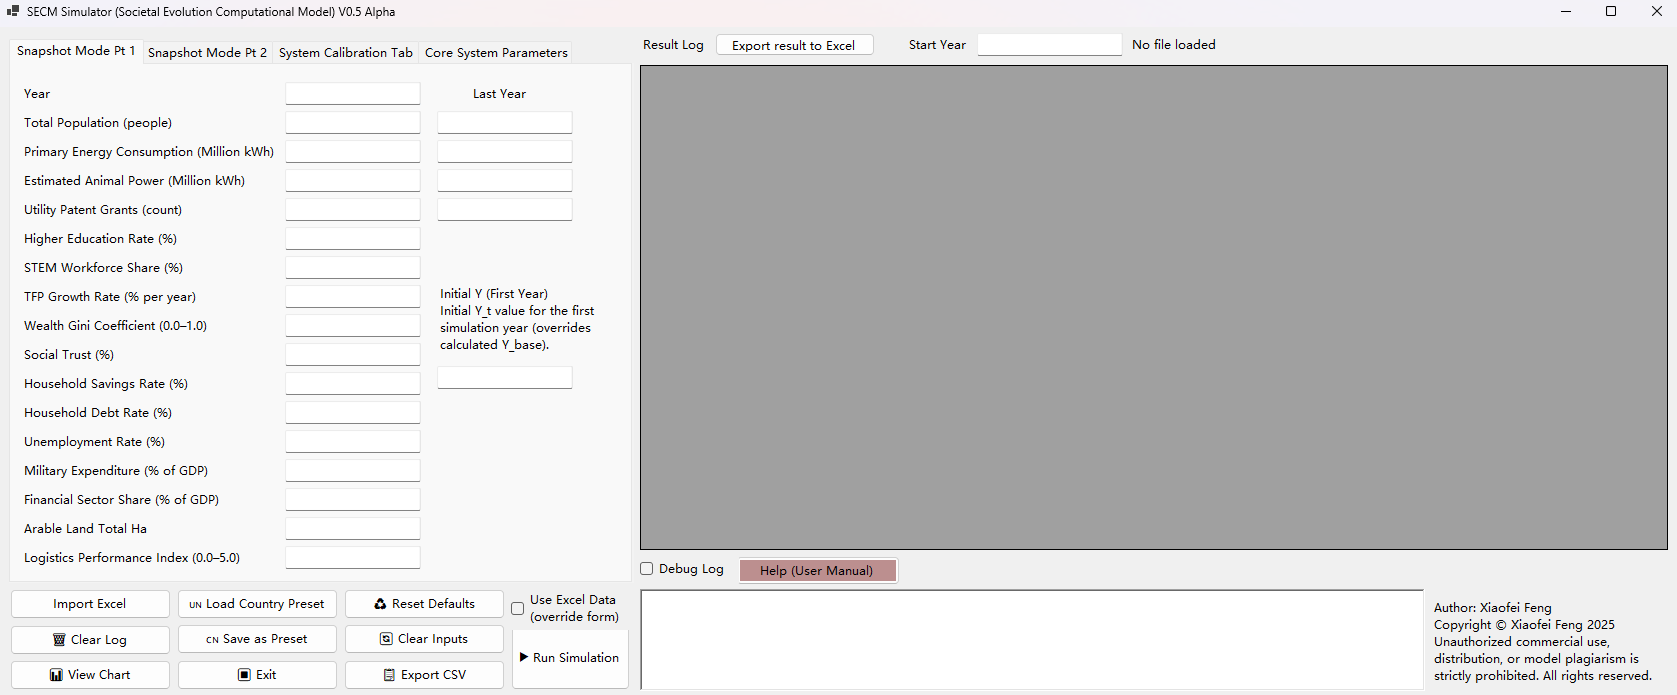 SECM Simulator (Societal Evolution Computational Model) V0.5 Alpha
Snapshot Mode Pt 1
Snapshot Mode Pt 2
System Calibration Tab
Core System Parameters
Year
Last Year
Total Population (people)
Primary Energy Consumption (Million kWh)
Estimated Animal Power (Million kWh)
Utility Patent Grants (count)
Higher Education Rate (%)
STEM Workforce Share (%)
TFP Growth Rate (% per year)
Wealth Gini Coefficient (0.0–1.0)
Social Trust (%)
Household Savings Rate (%)
Household Debt Rate (%)
Unemployment Rate (%)
Military Expenditure (% of GDP)
Financial Sector Share (% of GDP)
Arable Land Total Ha
Logistics Performance Index (0.0–5.0)
Initial Y (First Year)
Initial Y_t value for the first
simulation year (overrides
calculated Y_base).
Import Excel
UN Load Country Preset
Reset Defaults
Use Excel Data
(override form)
Clear Log
CN Save as Preset
Clear Inputs
Run Simulation
View Chart
Exit
Export CSV
Result Log
Export result to Excel
Start Year
No file loaded
Debug Log
Help (User Manual)
Author: Xiaofei Feng
Copyright © Xiaofei Feng 2025
Unauthorized commercial use,
distribution, or model plagiarism is
strictly prohibited. All rights reserved.